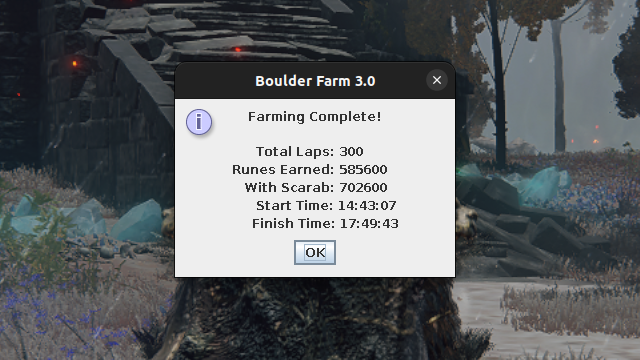 Boulder Farm 3.0
Farming Complete!
Total Laps: 300
Runes Earned: 585600
With Scarab: 702600
Start Time: 14:43:07
Finish Time: 17:49:43
OK